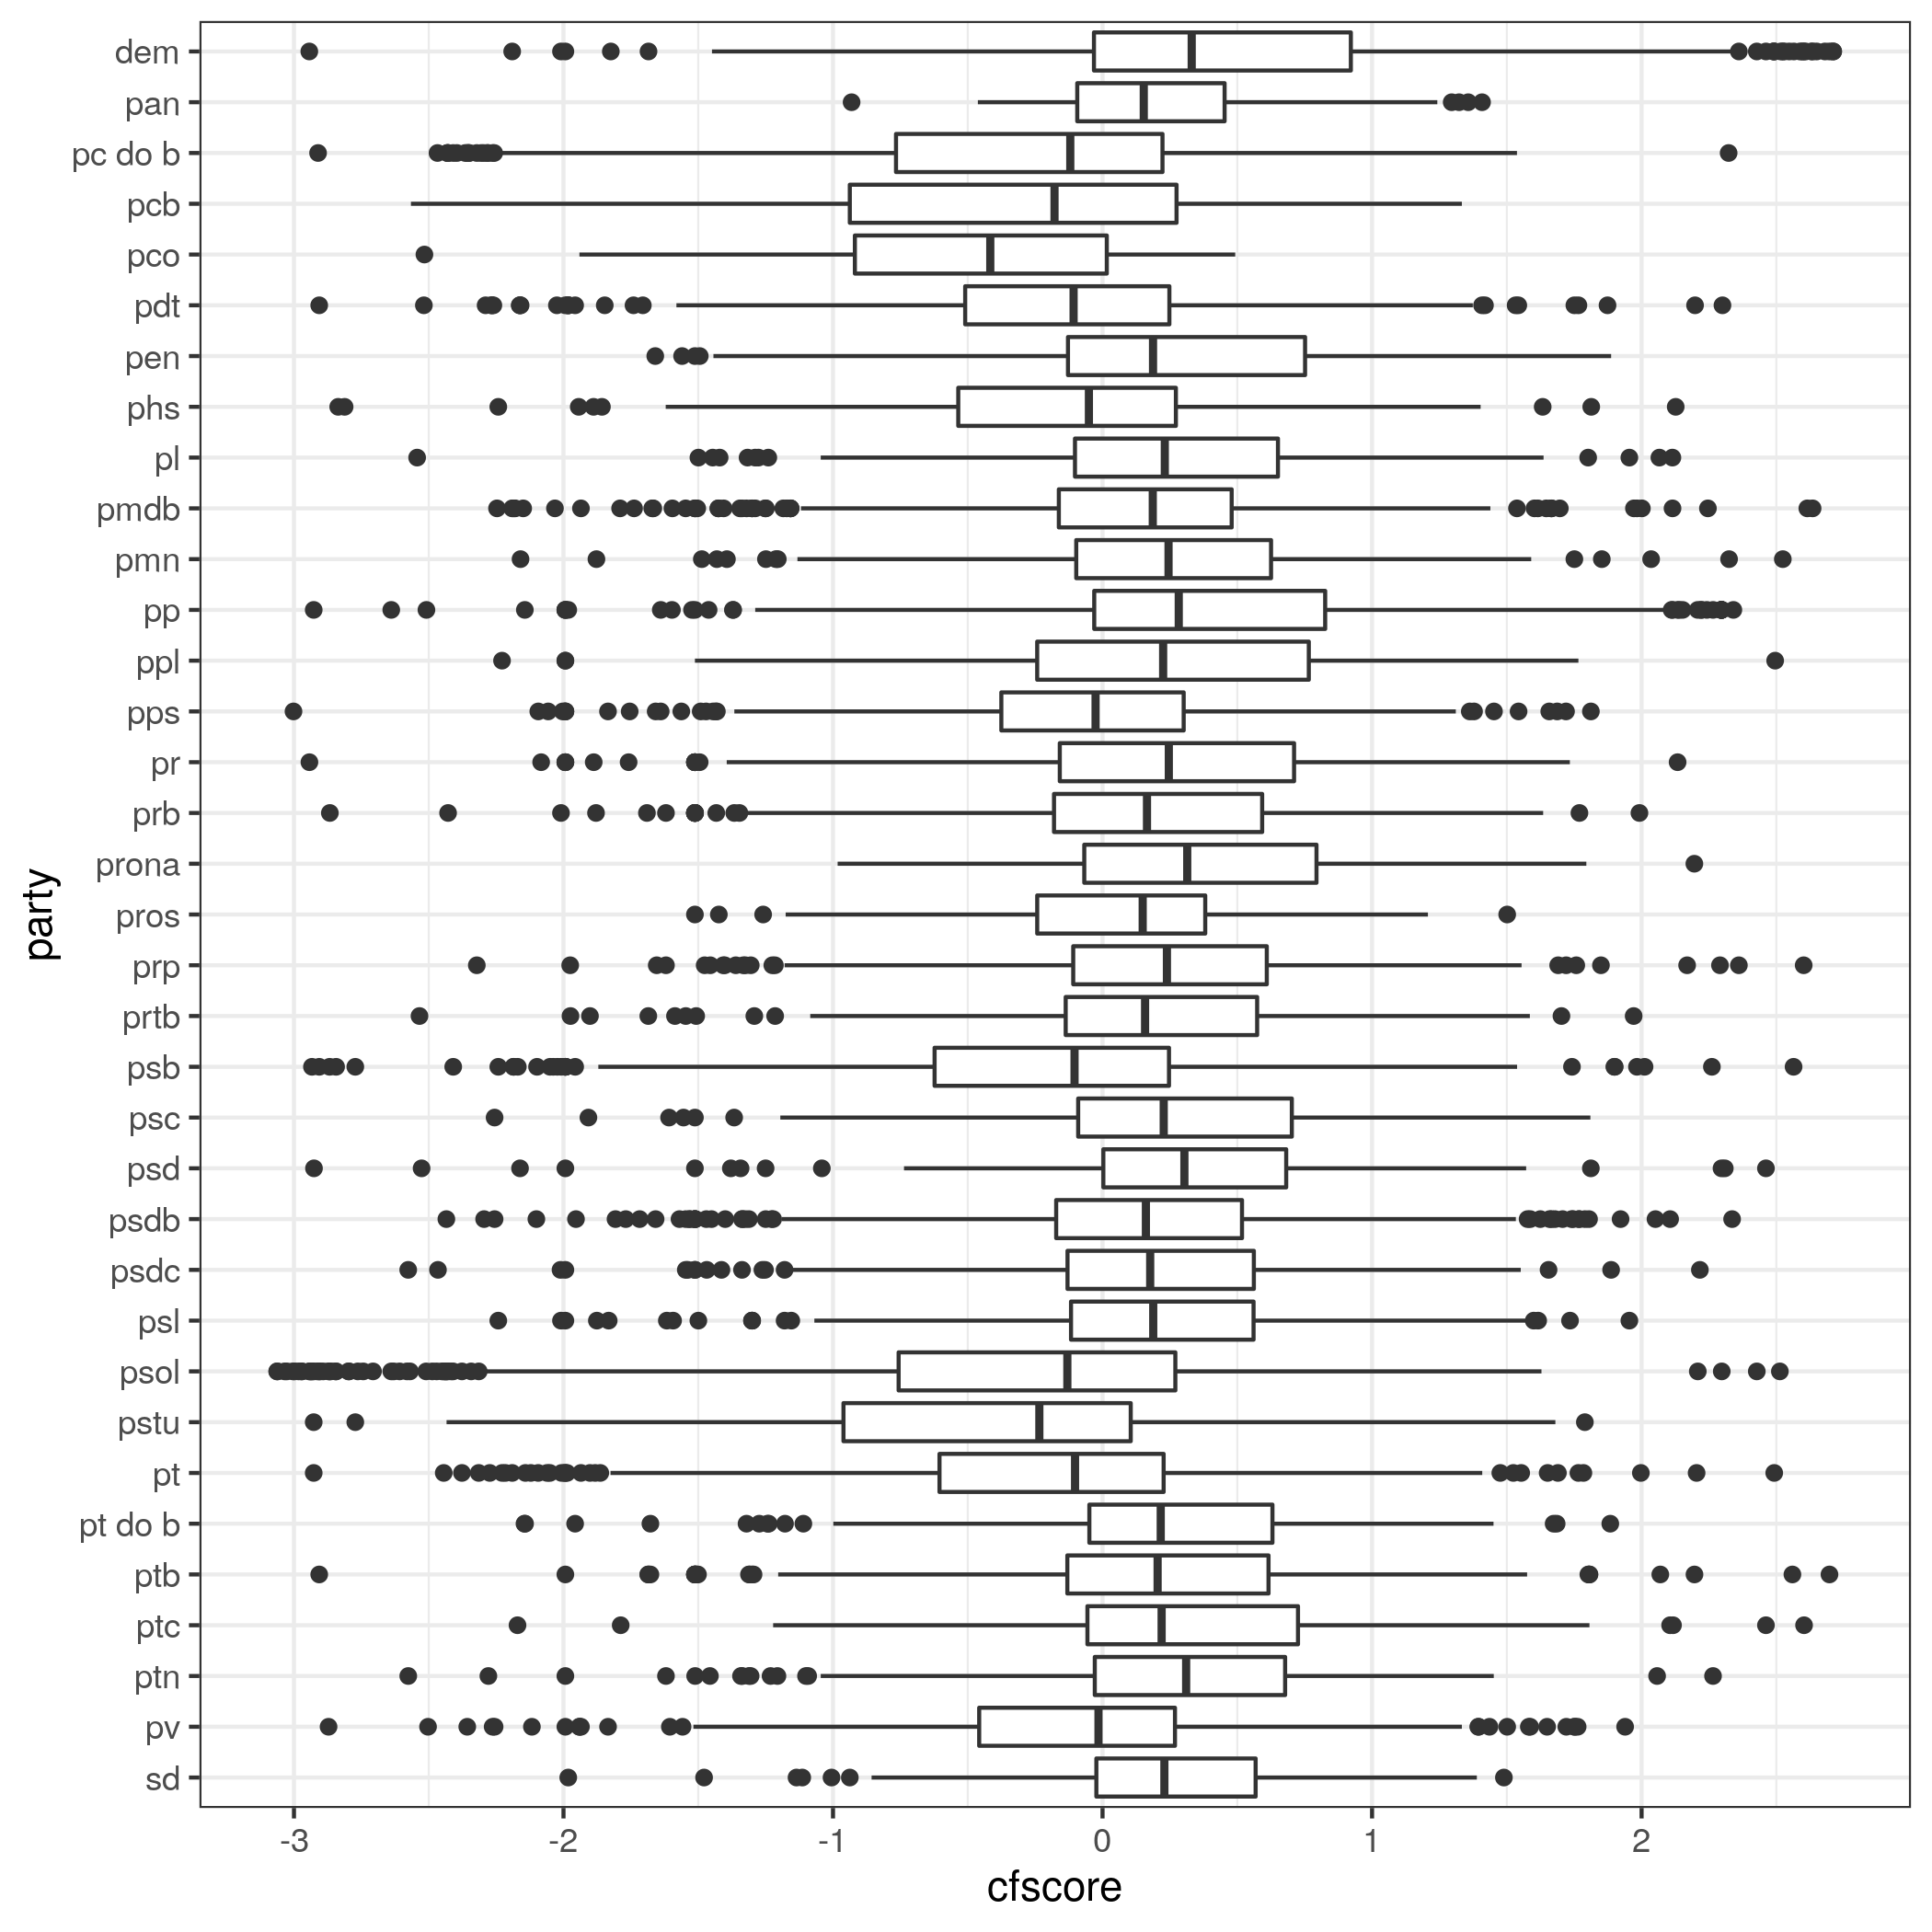 dem
pan
pc do b
pcb
pco
pdt
pen
phs
pl
pmdb
pmn
pp
ppl
pps
pr
prb
prona
pros
prp
prtb
psb
psc
psd
psdb
psdc
psl
psol
pstu
pt
pt do b
ptb
ptc
ptn
pv
sd
party
-3 -2 -1 0 1 2
cfscore